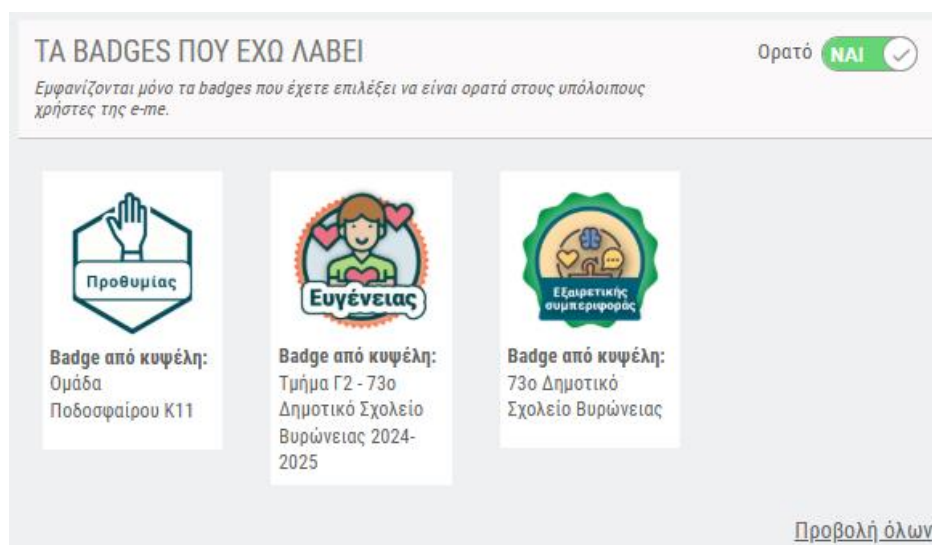 ΤΑ BADGES ΠΟΥ ΕΧΩ ΛΑΒΕΙ
Ορατό ΝΑΙ
Εμφανίζονται μόνο τα badges που έχετε επιλέξει να είναι ορατά στους υπόλοιπους
χρήστες της e-me.
Προθυμίας
Badge από κυψέλη:
Ομάδα
Ποδοσφαίρου Κ11
Ευγένειας
Badge από κυψέλη:
Τμήμα Γ2 - 73ο
Δημοτικό Σχολείο
Βυρώνειας 2024-
2025
Εξαιρετικής
συμπεριφοράς
Badge από κυψέλη:
73ο Δημοτικό
Σχολείο Βυρώνειας
Προβολή όλων